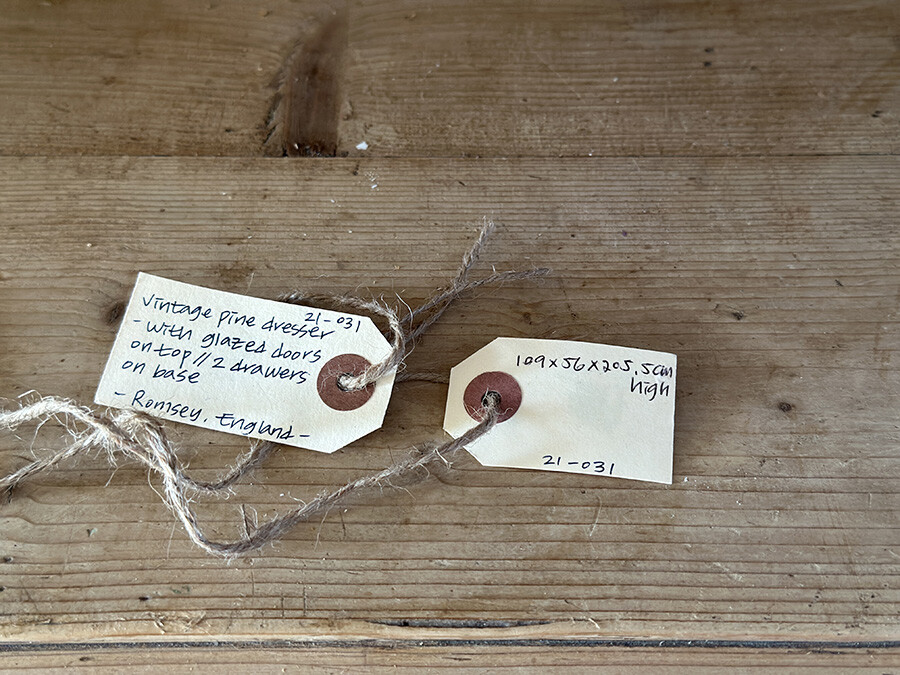 vintage pine dresser
21-031
- with glazed doors
on top // 2 drawers
on base
- Romsey, England -
109x56x205.5cm
high
21-031